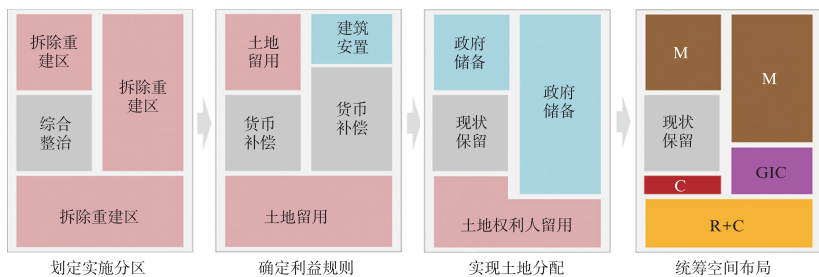 拆除重
建区
拆除重
建区
综合
整治
拆除重建区
划定实施分区
土地
留用
建筑
安置
货币
补偿
货币
补偿
土地留用
确定利益规则
政府
储备
政府
储备
现状
保留
土地权利人留用
实现土地分配
M
M
现状
保留
C
GIC
R+C
统筹空间布局